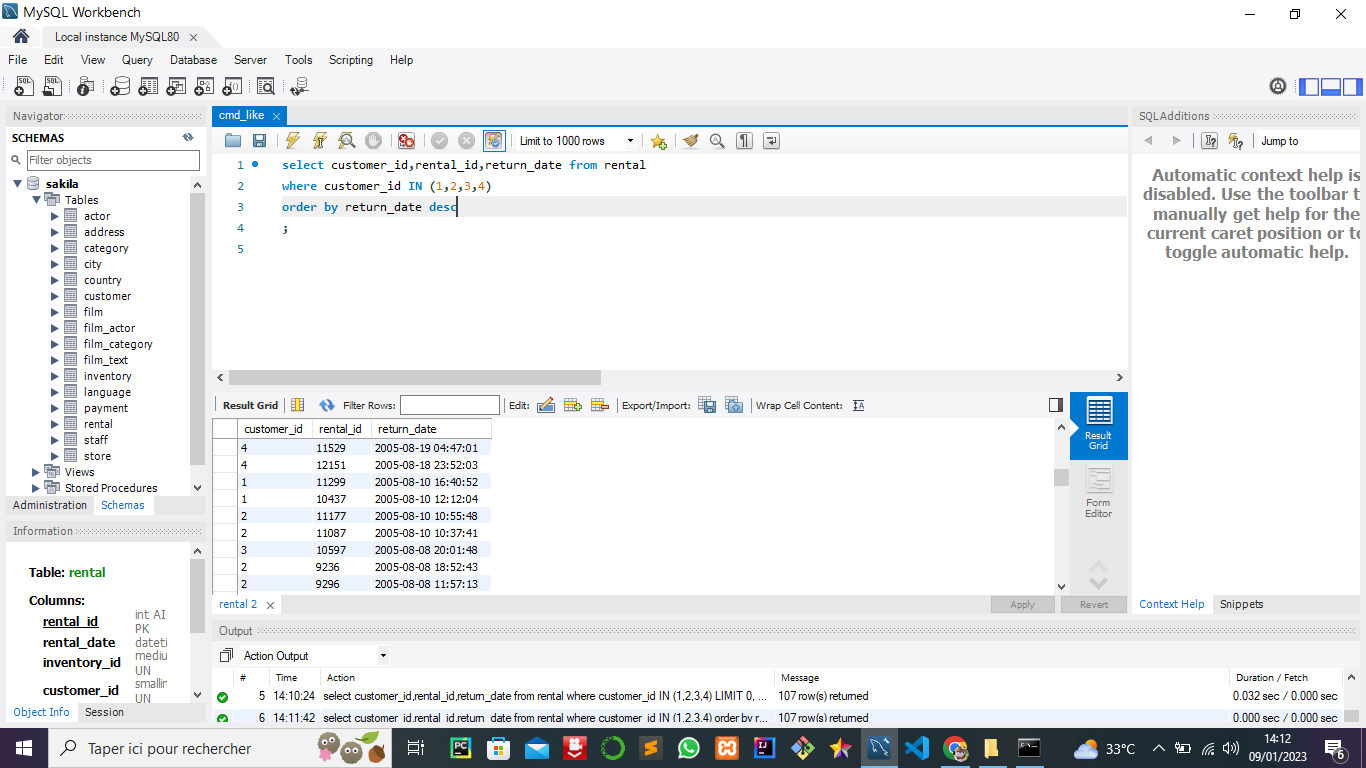 MySQL Workbench
Local instance MySQL80
File Edit View Query Database Server Tools Scripting Help
Navigator
SCHEMAS
Filter objects
sakila
Tables
actor
address
category
city
country
customer
film
film_actor
film_category
film_text
inventory
language
payment
rental
staff
store
Views
Stored Procedures
Administration Schemas
Information
Table: rental
Columns:
rental_id int AI
PK
rental_date dateti
inventory_id mediu
UN
customer_id smallin
UN
Object Info Session
cmd_like
Limit to 1000 rows
1 select customer_id,rental_id,return_date from rental
2 where customer_id IN (1,2,3,4)
3 order by return_date desc
4 ;
5
Result Grid Filter Rows: Edit: Export/Import: Wrap Cell Content:
customer_id rental_id return_date
4 11529 2005-08-19 04:47:01
4 12151 2005-08-18 23:52:03
1 11299 2005-08-10 16:40:52
1 10437 2005-08-10 12:12:04
2 11177 2005-08-10 10:55:48
2 11087 2005-08-10 10:37:41
3 10597 2005-08-08 20:01:48
2 9236 2005-08-08 18:52:43
2 9296 2005-08-08 11:57:13
Result
Grid
Form
Editor
rental 2 Apply Revert
SQLAdditions
Jump to
Automatic context help is
disabled. Use the toolbar t
manually get help for the
current caret position or to
toggle automatic help.
Context Help Snippets
Output
Action Output
# Time Action Message Duration / Fetch
5 14:10:24 select customer_id,rental_id,return_date from rental where customer_id IN (1,2,3,4) LIMIT 0, ... 107 row(s) returned 0.032 sec / 0.000 sec
6 14:11:42 select customer_id,rental_id,return_date from rental where customer_id IN (1,2,3,4) order by r... 107 row(s) returned 0.000 sec / 0.000 sec
Taper ici pour rechercher
33°C
14:12
09/01/2023
6